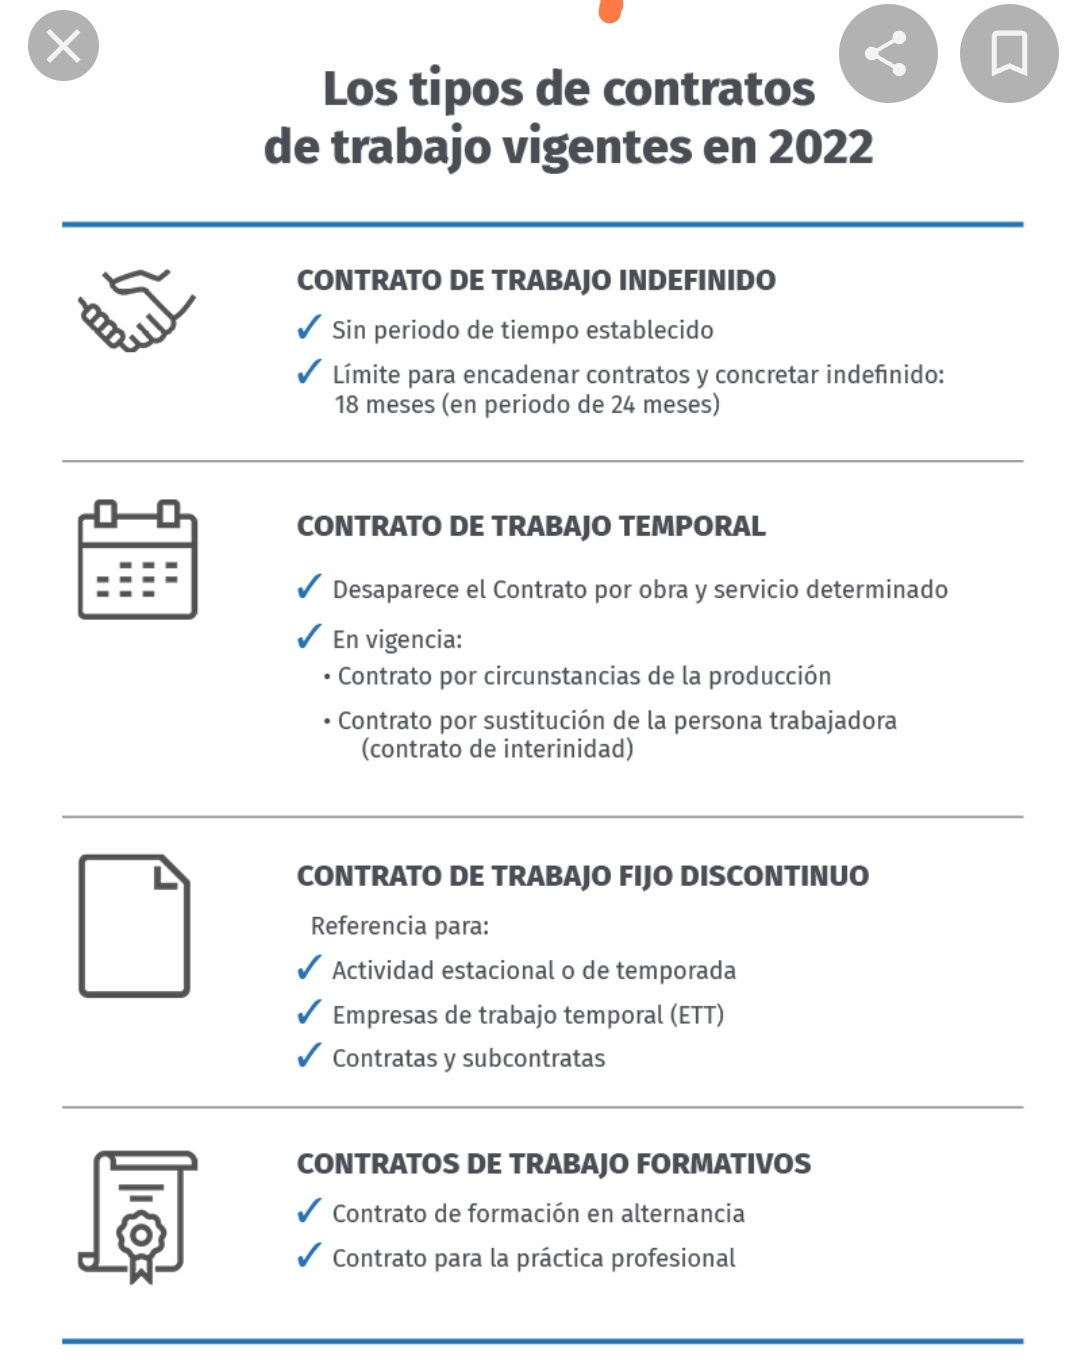 Los tipos de contratos
de trabajo vigentes en 2022
CONTRATO DE TRABAJO INDEFINIDO
✓ Sin periodo de tiempo establecido
✓ Límite para encadenar contratos y concretar indefinido:
18 meses (en periodo de 24 meses)
CONTRATO DE TRABAJO TEMPORAL
✓ Desaparece el Contrato por obra y servicio determinado
✓ En vigencia:
• Contrato por circunstancias de la producción
• Contrato por sustitución de la persona trabajadora
(contrato de interinidad)
CONTRATO DE TRABAJO FIJO DISCONTINUO
Referencia para:
✓ Actividad estacional o de temporada
✓ Empresas de trabajo temporal (ETT)
✓ Contratas y subcontratas
CONTRATOS DE TRABAJO FORMATIVOS
✓ Contrato de formación en alternancia
✓ Contrato para la práctica profesional